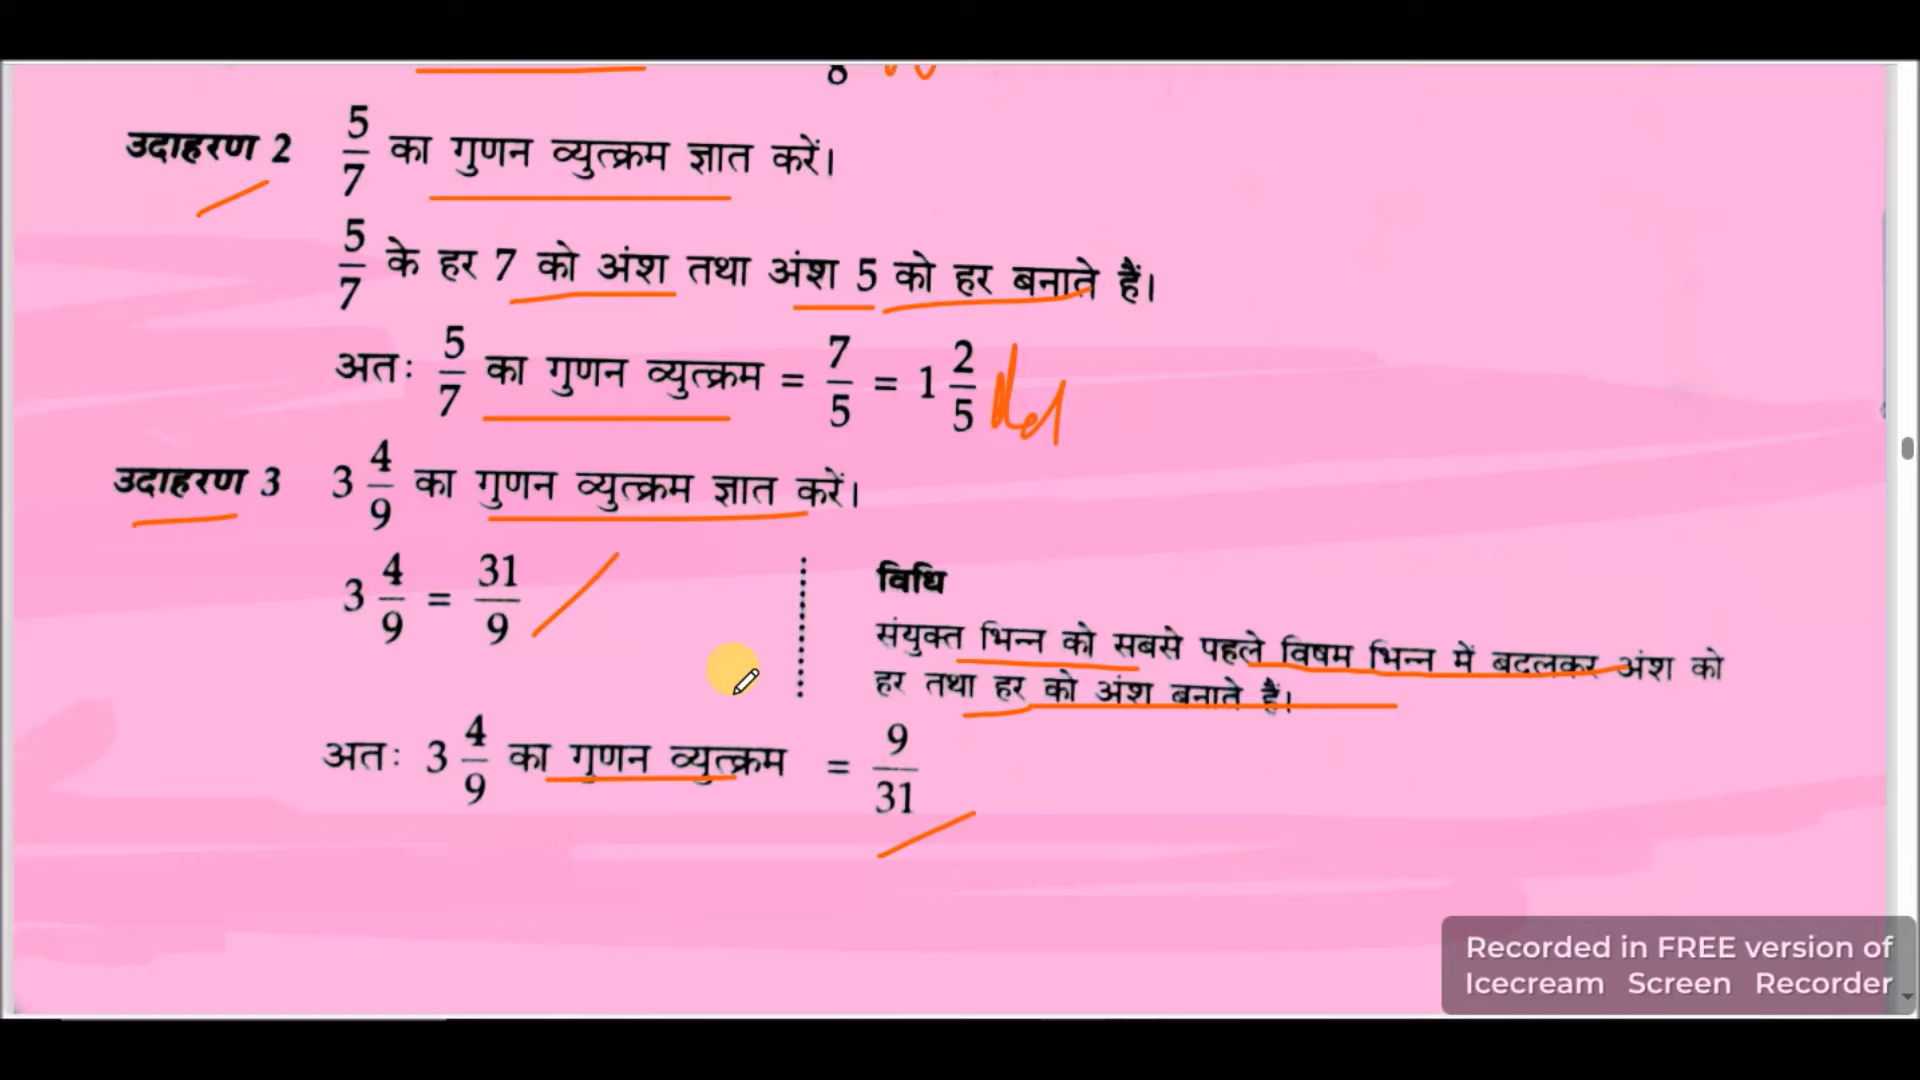 8
उदाहरण 2 5/7 का गुणन व्युत्क्रम ज्ञात करें।
5/7 के हर 7 को अंश तथा अंश 5 को हर बनाते हैं।
अतः 5/7 का गुणन व्युत्क्रम = 7/5 = 1 2/5
उदाहरण 3 3 4/9 का गुणन व्युत्क्रम ज्ञात करें।
3 4/9 = 31/9
विधि
संयुक्त भिन्न को सबसे पहले विषम भिन्न में बदलकर अंश को
हर तथा हर को अंश बनाते हैं।
अतः 3 4/9 का गुणन व्युत्क्रम = 9/31
Recorded in FREE version of
Icecream Screen Recorder